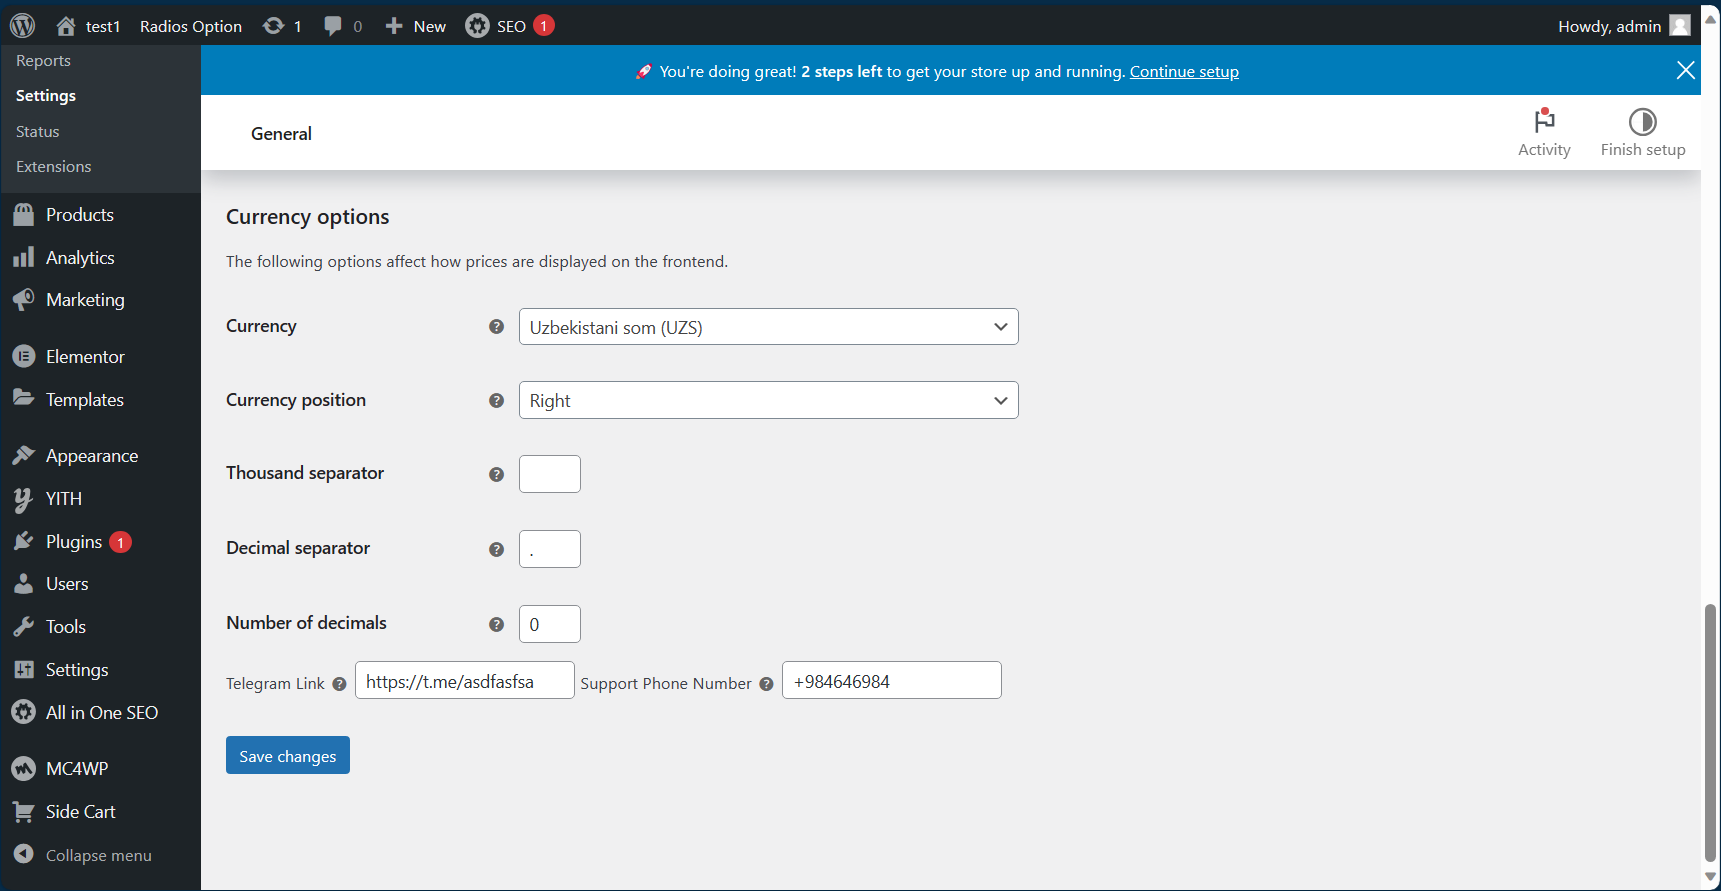 test1 Radios Option 1 0 New SEO 1 Howdy, admin
Reports
Settings
Status
Extensions
Products
Analytics
Marketing
Elementor
Templates
Appearance
YITH
Plugins 1
Users
Tools
Settings
All in One SEO
MC4WP
Side Cart
Collapse menu
🚀 You're doing great! 2 steps left to get your store up and running. Continue setup
General
Activity
Finish setup
Currency options
The following options affect how prices are displayed on the frontend.
Currency ? Uzbekistani som (UZS)
Currency position ? Right
Thousand separator ?
Decimal separator ? .
Number of decimals ? 0
Telegram Link ? https://t.me/asdfasfsa Support Phone Number ? +984646984
Save changes